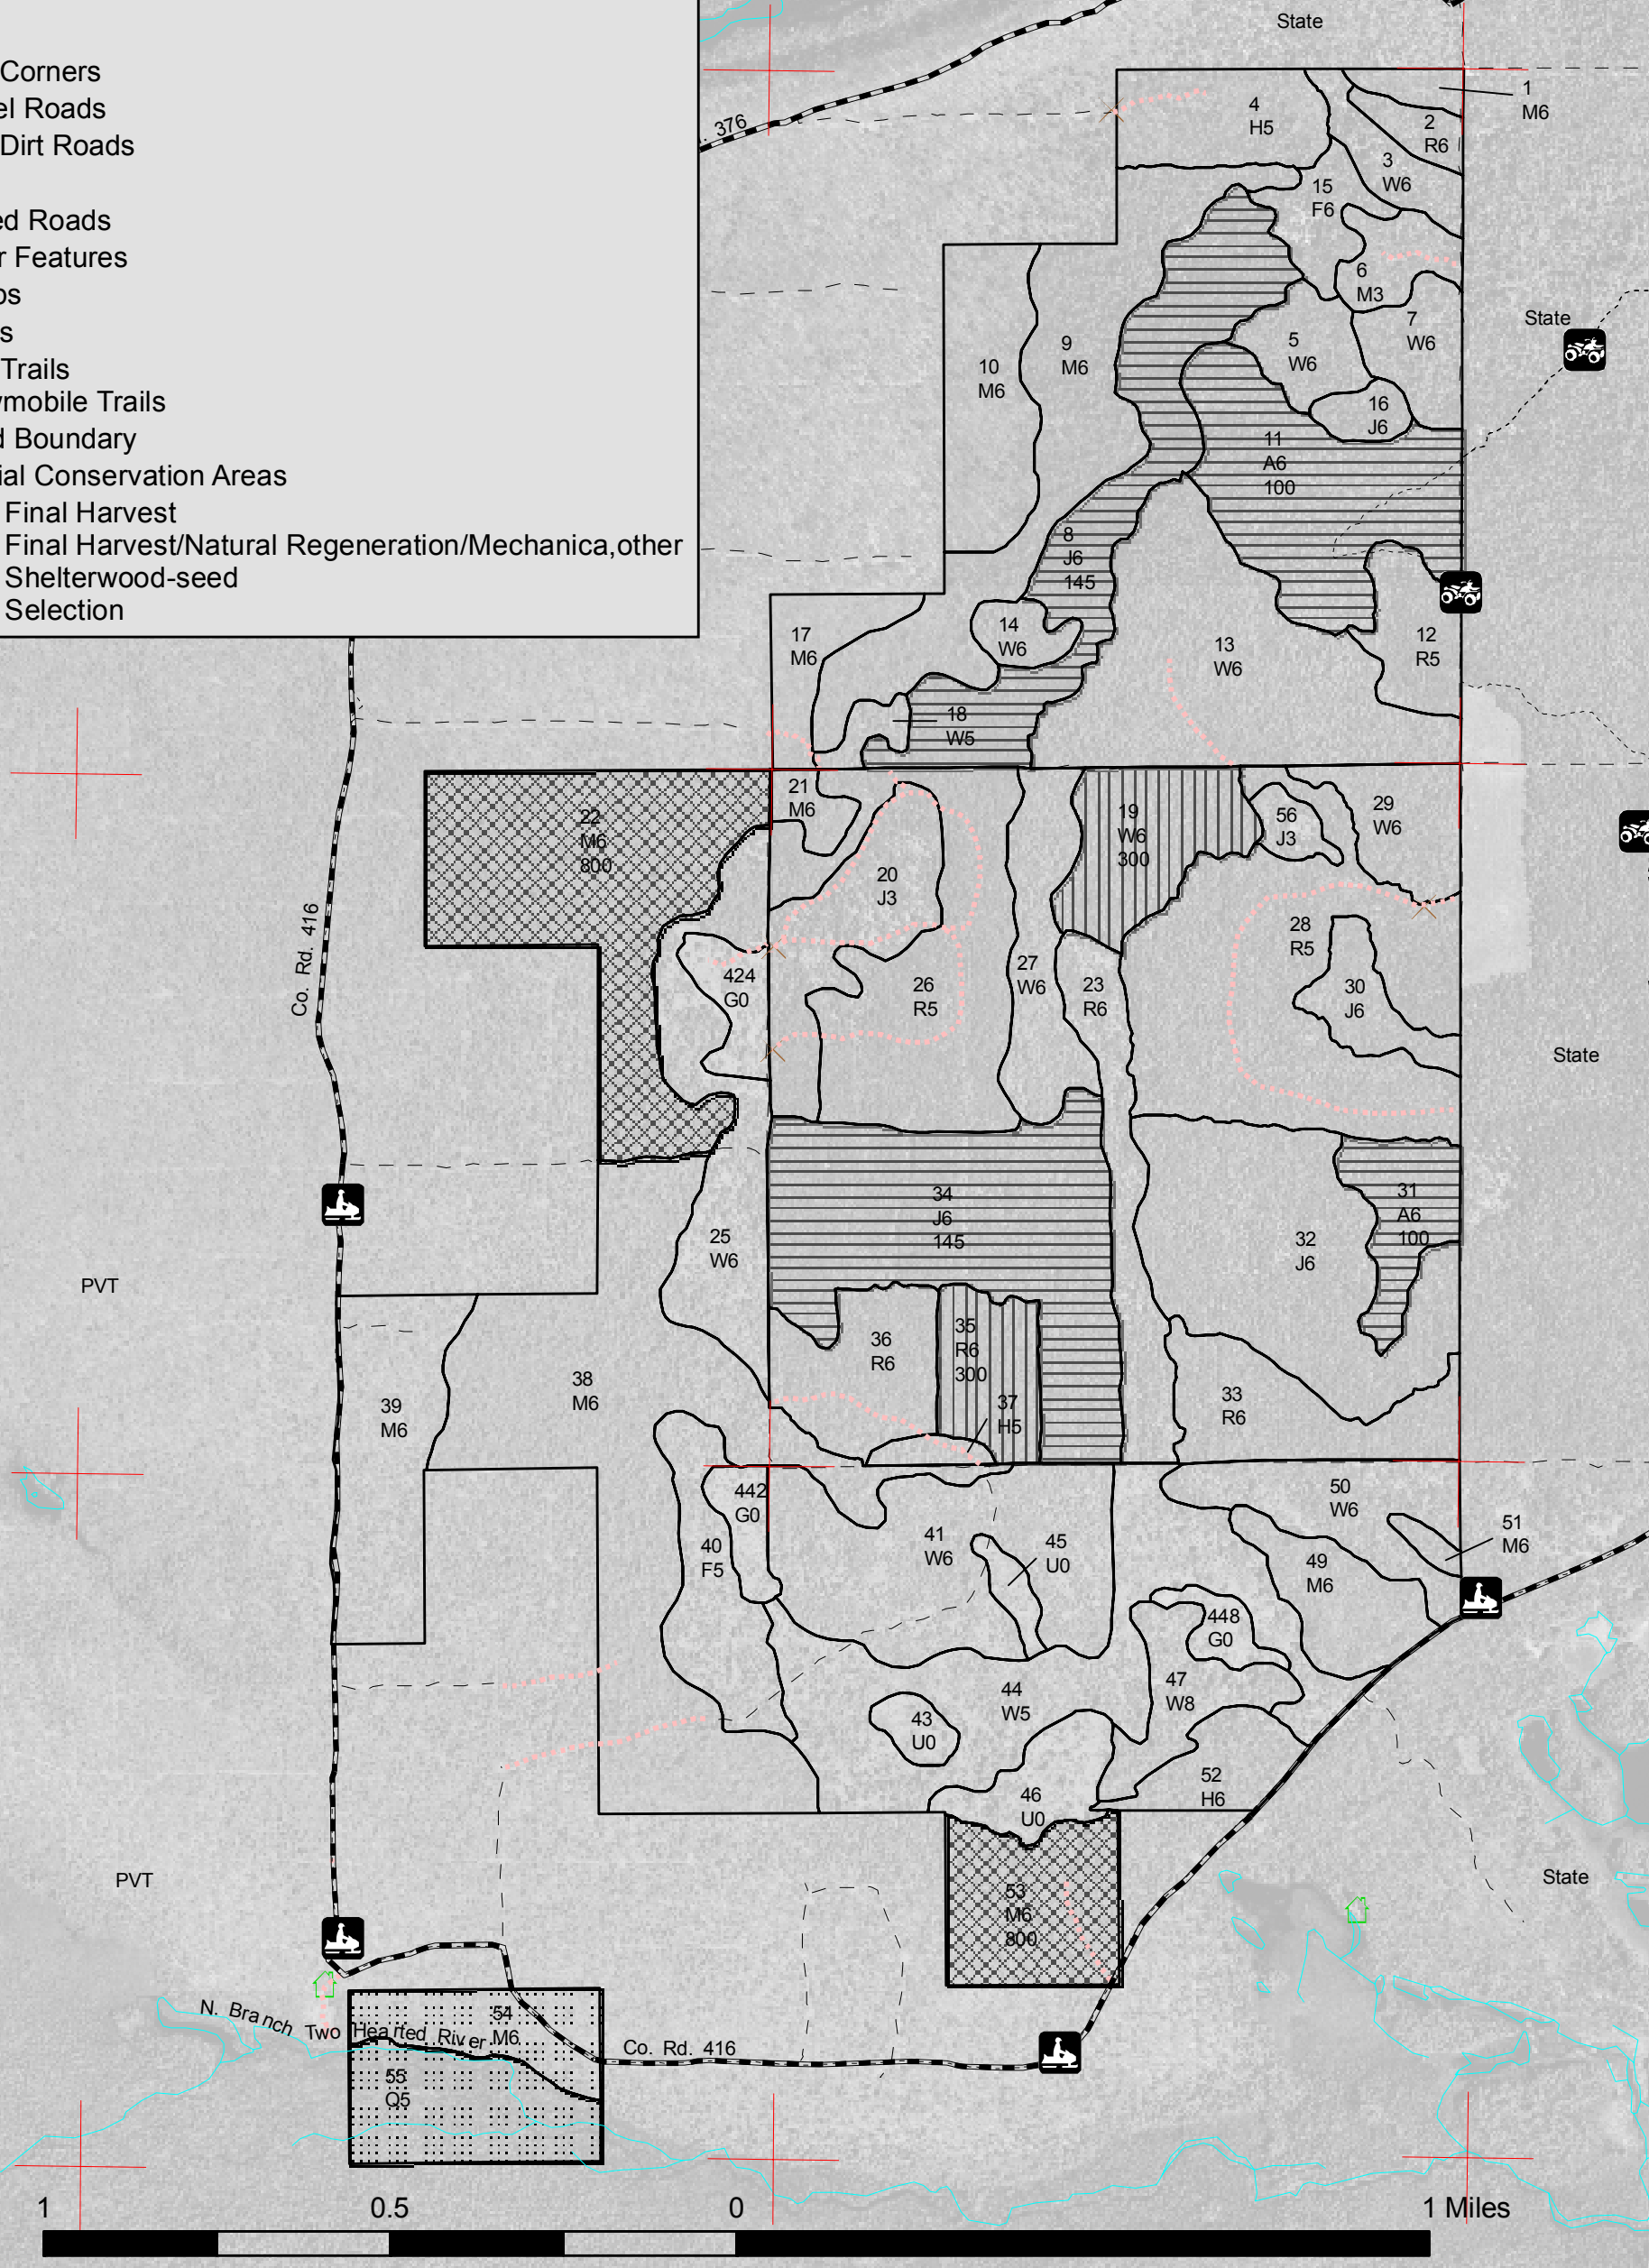 Corners
el Roads
Dirt Roads
ed Roads
r Features
os
s
Trails
wmobile Trails
d Boundary
ial Conservation Areas
Final Harvest
Final Harvest/Natural Regeneration/Mechanica,other
Shelterwood-seed
Selection
State
376
1
M6
4
H5
2
R6
3
W6
15
F6
6
M3
State
7
W6
5
W6
9
M6
10
M6
16
J6
11
A6
100
8
J6
145
14
W6
17
M6
13
W6
12
R5
18
W5
21
M6
22
M6
800
19
W6
300
56
J3
29
W6
20
J3
Co. Rd. 416
28
R5
424
G0
26
R5
27
W6
23
R6
30
J6
State
34
J6
145
31
A6
100
25
W6
32
J6
PVT
36
R6
35
R6
300
37
H5
38
M6
39
M6
33
R6
442
G0
50
W6
51
M6
40
F5
41
W6
45
U0
49
M6
448
G0
44
W5
47
W8
43
U0
52
H6
46
U0
PVT
State
53
M6
800
N. Branch Two Hearted River
54
M6
Co. Rd. 416
55
Q5
1 0.5 0 1 Miles